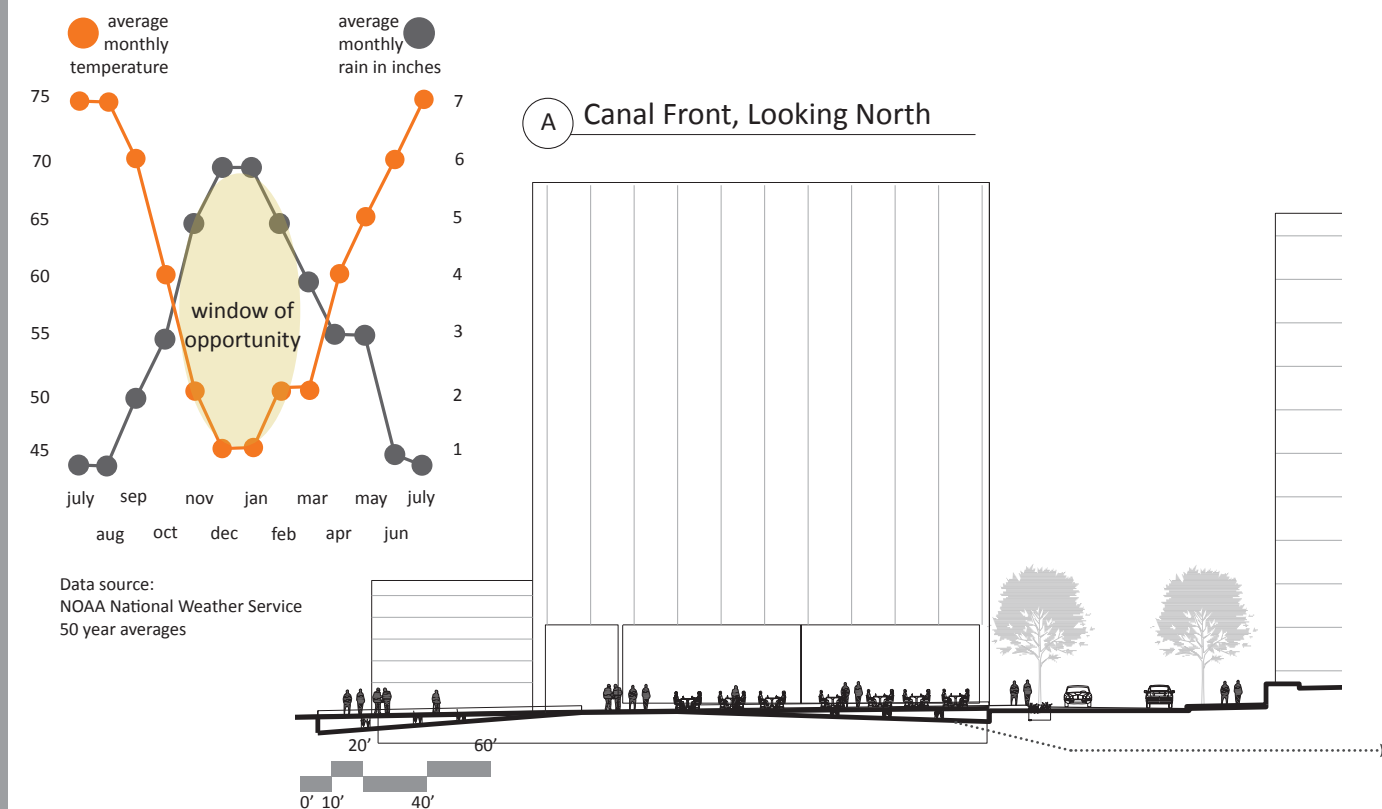 average
monthly
temperature
average
monthly
rain in inches
75
70
65
60
55
50
45
7
6
5
4
3
2
1
window of
opportunity
july
sep
nov
jan
mar
may
july
aug
oct
dec
feb
apr
jun
Data source:
NOAA National Weather Service
50 year averages
A
Canal Front, Looking North
20'
60'
0'
10'
40'